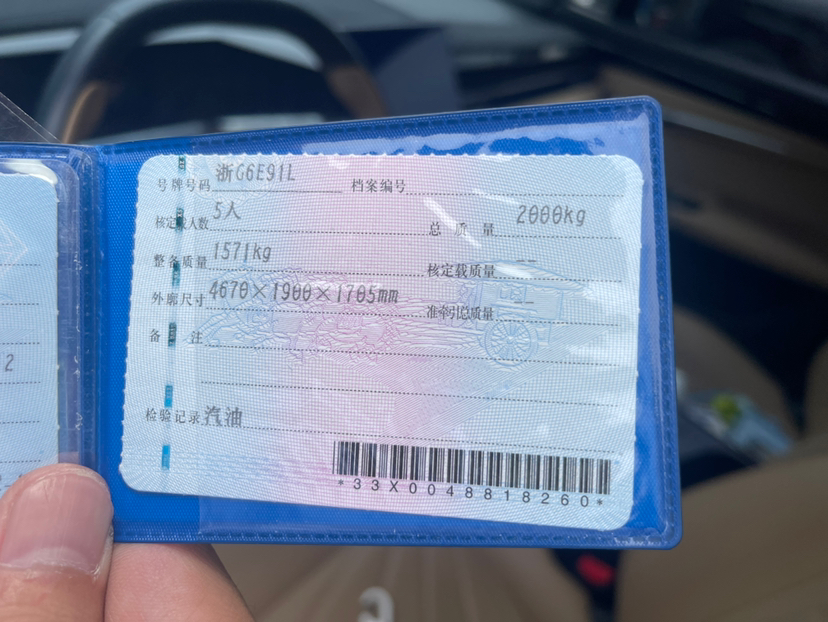 号牌号码 浙G6E91L 档案编号
核定载人数 5人 总质量 2000kg
整备质量 1571kg 核定载质量 --
外廓尺寸 4670×1900×1705mm 准牵引总质量 --
备注
检验记录 汽油
*33X0048818260*
2